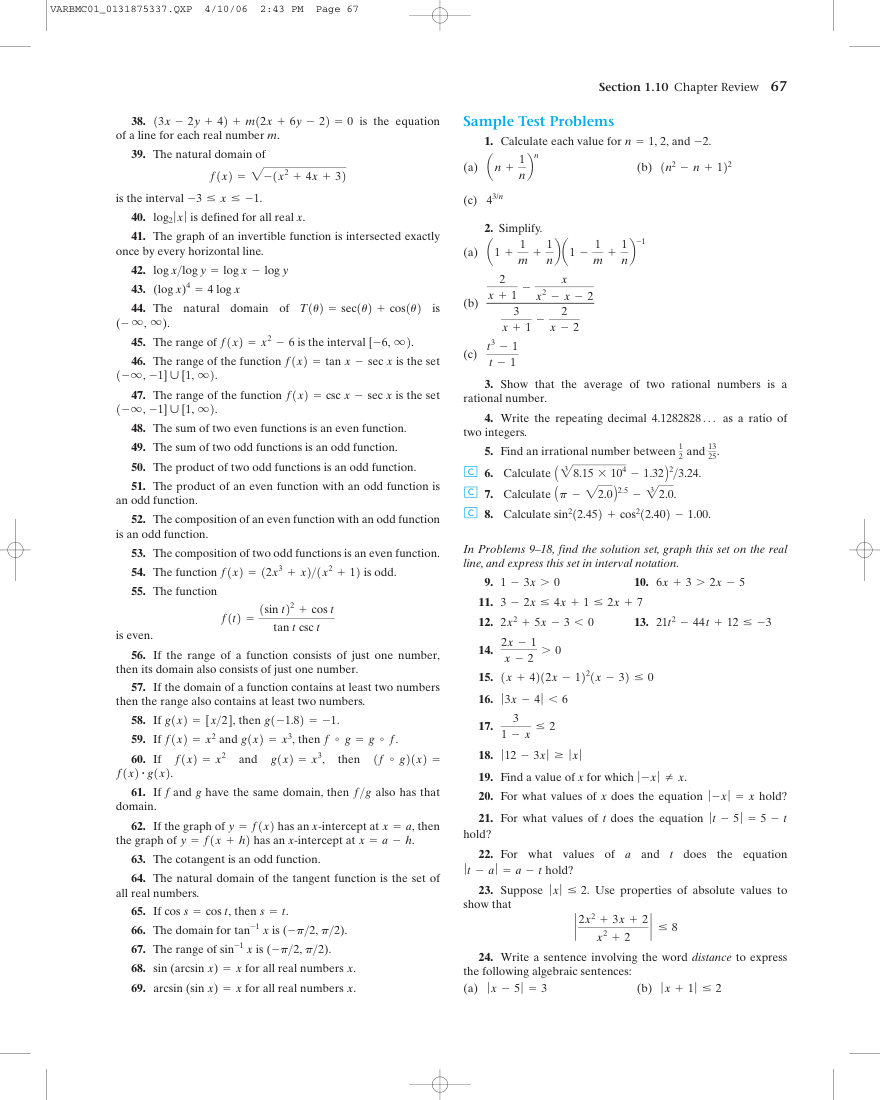 VARBMC01_0131875337.QXP 4/10/06 2:43 PM Page 67
Section 1.10 Chapter Review 67
38. (3x − 2y + 4) + m(2x + 6y − 2) = 0 is the equation
of a line for each real number m.
39. The natural domain of
f(x) = √(−(x² + 4x + 3))
is the interval −3 ≤ x ≤ −1.
40. log₂|x| is defined for all real x.
41. The graph of an invertible function is intersected exactly
once by every horizontal line.
42. log x/log y = log x − log y
43. (log x)⁴ = 4 log x
44. The natural domain of T(θ) = sec(θ) + cos(θ) is
(−∞, ∞).
45. The range of f(x) = x² − 6 is the interval [−6, ∞).
46. The range of the function f(x) = tan x − sec x is the set
(−∞, −1] ∪ [1, ∞).
47. The range of the function f(x) = csc x − sec x is the set
(−∞, −1] ∪ [1, ∞).
48. The sum of two even functions is an even function.
49. The sum of two odd functions is an odd function.
50. The product of two odd functions is an odd function.
51. The product of an even function with an odd function is
an odd function.
52. The composition of an even function with an odd function
is an odd function.
53. The composition of two odd functions is an even function.
54. The function f(x) = (2x³ + x)/(x² + 1) is odd.
55. The function
f(t) = ((sin t)² + cos t)/(tan t csc t)
is even.
56. If the range of a function consists of just one number,
then its domain also consists of just one number.
57. If the domain of a function contains at least two numbers
then the range also contains at least two numbers.
58. If g(x) = [x/2], then g(−1.8) = −1.
59. If f(x) = x² and g(x) = x³, then f ∘ g = g ∘ f.
60. If f(x) = x² and g(x) = x³, then (f ∘ g)(x) =
f(x) · g(x).
61. If f and g have the same domain, then f/g also has that
domain.
62. If the graph of y = f(x) has an x-intercept at x = a, then
the graph of y = f(x + h) has an x-intercept at x = a − h.
63. The cotangent is an odd function.
64. The natural domain of the tangent function is the set of
all real numbers.
65. If cos s = cos t, then s = t.
66. The domain for tan⁻¹ x is (−π/2, π/2).
67. The range of sin⁻¹ x is (−π/2, π/2).
68. sin (arcsin x) = x for all real numbers x.
69. arcsin (sin x) = x for all real numbers x.
Sample Test Problems
1. Calculate each value for n = 1, 2, and −2.
(a) (n + 1/n)ⁿ (b) (n² − n + 1)²
(c) 4^(3/n)
2. Simplify.
(a) (1 + 1/m + 1/n)(1 − 1/m + 1/n)⁻¹
(b) (2/(x + 1) − x/(x² − x − 2))/(3/(x + 1) − 2/(x − 2))
(c) (t³ − 1)/(t − 1)
3. Show that the average of two rational numbers is a
rational number.
4. Write the repeating decimal 4.1282828 . . . as a ratio of
two integers.
5. Find an irrational number between 1/2 and 13/25.
C 6. Calculate (∛(8.15 × 10⁴) − 1.32)²/3.24.
C 7. Calculate (π − √2.0)^2.5 − ∛2.0.
C 8. Calculate sin²(2.45) + cos²(2.40) − 1.00.
In Problems 9–18, find the solution set, graph this set on the real
line, and express this set in interval notation.
9. 1 − 3x > 0 10. 6x + 3 > 2x − 5
11. 3 − 2x ≤ 4x + 1 ≤ 2x + 7
12. 2x² + 5x − 3 < 0 13. 21t² − 44t + 12 ≤ −3
14. (2x − 1)/(x − 2) > 0
15. (x + 4)(2x − 1)²(x − 3) ≤ 0
16. |3x − 4| < 6
17. 3/(1 − x) ≤ 2
18. |12 − 3x| ≥ |x|
19. Find a value of x for which |−x| ≠ x.
20. For what values of x does the equation |−x| = x hold?
21. For what values of t does the equation |t − 5| = 5 − t
hold?
22. For what values of a and t does the equation
|t − a| = a − t hold?
23. Suppose |x| ≤ 2. Use properties of absolute values to
show that
|(2x² + 3x + 2)/(x² + 2)| ≤ 8
24. Write a sentence involving the word distance to express
the following algebraic sentences:
(a) |x − 5| = 3 (b) |x + 1| ≤ 2